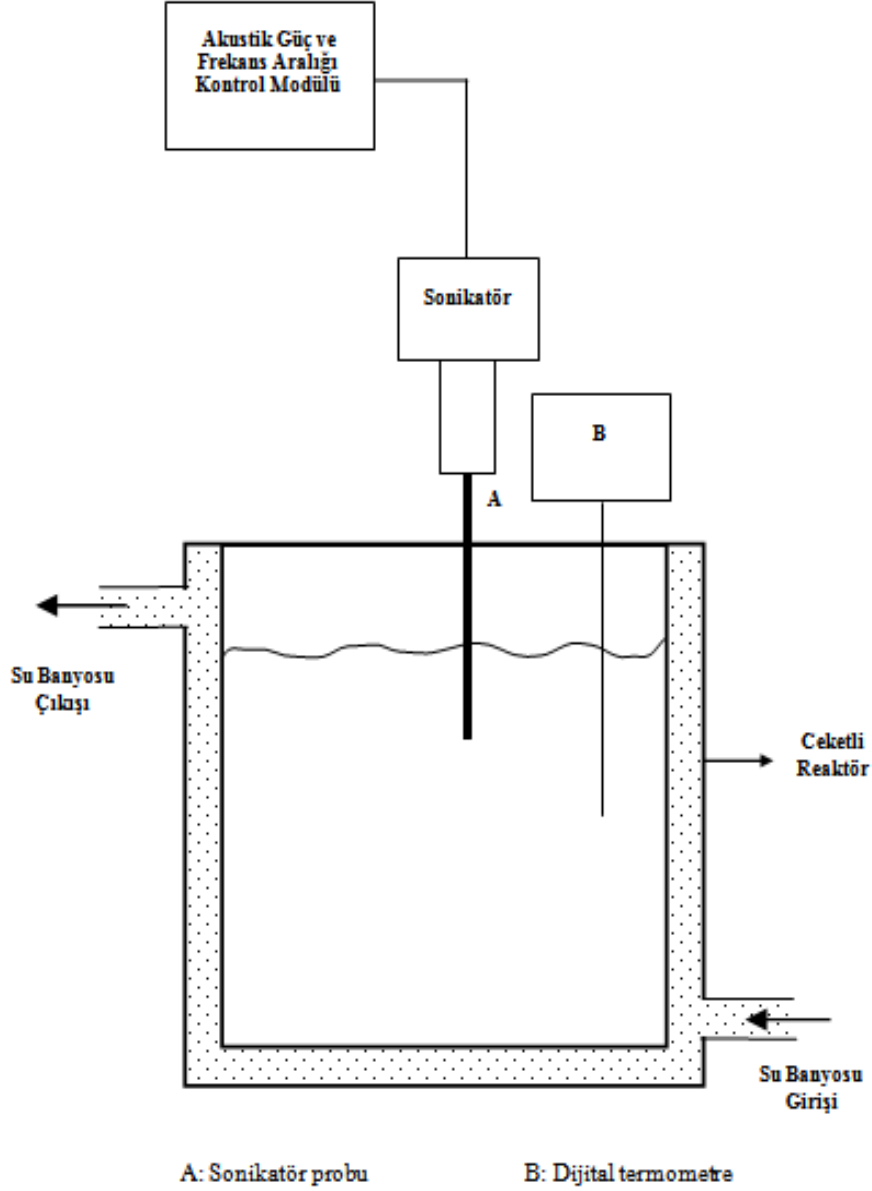 Akustik Güç ve
Frekans Aralığı
Kontrol Modülü
Sonikatör
B
A
Su Banyosu
Çıkışı
Ceketli
Reaktör
Su Banyosu
Girişi
A: Sonikatör probu
B: Dijital termometre